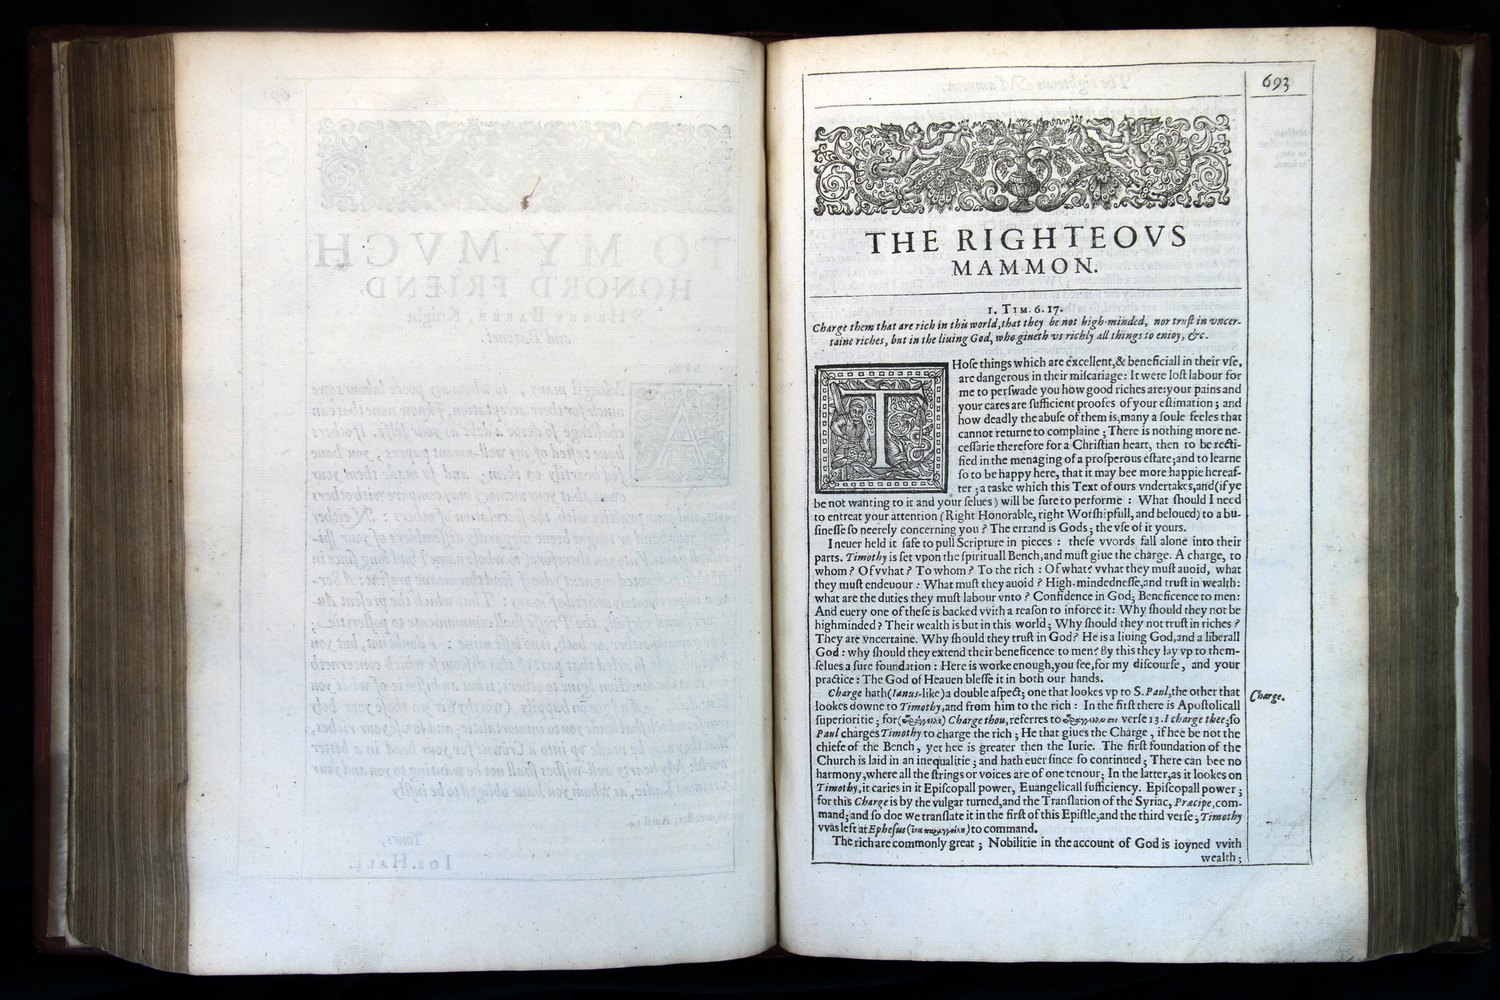 693
THE RIGHTEOVS
MAMMON.
1. TIM. 6. 17.
Charge them that are rich in this world, that they be not high-minded, nor trust in vncer-
taine riches, but in the liuing God, who giueth vs richly all things to enioy, &c.
THose things which are excellent, & beneficiall in their vse,
are dangerous in their miscariage: It were lost labour for
me to perswade you how good riches are: your pains and
your cares are sufficient proofes of your estimation; and
how deadly the abuse of them is, many a soule feeles that
cannot returne to complaine; There is nothing more ne-
cessarie therefore for a Christian heart, then to be recti-
fied in the menaging of a prosperous estate; and to learne
so to be happy here, that it may bee more happie hereaf-
ter; a taske which this Text of ours vndertakes, and (if ye
be not wanting to it and your selues) will be sure to performe: What should I need
to entreat your attention (Right Honorable, right Worshipfull, and beloued) to a bu-
sinesse so neerely concerning you? The errand is Gods; the vse of it yours.
I neuer held it safe to pull Scripture in pieces: these vvords fall alone into their
parts. Timothy is set vpon the spirituall Bench, and must giue the charge. A charge, to
whom? Of vvhat? To whom? To the rich: Of what? vvhat they must auoid, what
they must endeuour: What must they auoid? High-mindednesse, and trust in wealth:
what are the duties they must labour vnto? Confidence in God; Beneficence to men:
And euery one of these is backed vvith a reason to inforce it: Why should they not be
highminded? Their wealth is but in this world; Why should they not trust in riches?
They are vncertaine. Why should they trust in God? He is a liuing God, and a liberall
God: why should they extend their beneficence to men? By this they lay vp to them-
selues a sure foundation: Here is worke enough, you see, for my discourse, and your
practice: The God of Heauen blesse it in both our hands.
Charge hath (Ianus-like) a double aspect; one that lookes vp to S. Paul, the other that
Charge.
lookes downe to Timothy, and from him to the rich: In the first there is Apostolicall
superioritie; for ( ) Charge thou, referres to verse 13. I charge thee; so
Paul charges Timothy to charge the rich; He that giues the Charge, if hee be not the
chiefe of the Bench, yet hee is greater then the Iurie. The first foundation of the
Church is laid in an inequalitie; and hath euer since so continued; There can bee no
harmony, where all the strings or voices are of one tenour; In the latter, as it lookes on
Timothy, it caries in it Episcopall power, Euangelicall sufficiency. Episcopall power;
for this Charge is by the vulgar turned, and the Translation of the Syriac, Præcipe, com-
mand; and so doe we translate it in the first of this Epistle, and the third verse; Timothy
vvas left at Ephesus ( ) to command.
The rich are commonly great; Nobilitie in the account of God is ioyned vvith
wealth;